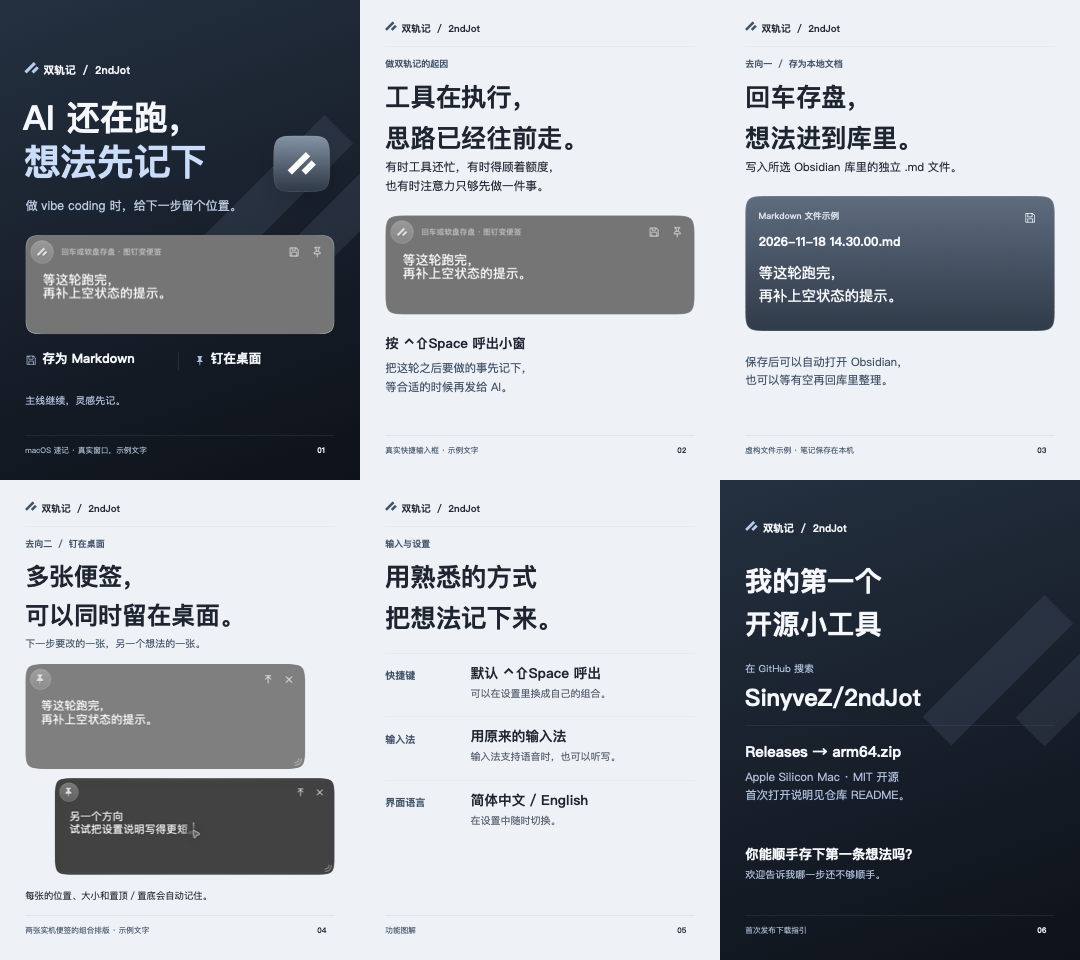 双轨记 / 2ndJot
AI 还在跑，
想法先记下
做 vibe coding 时，给下一步留个位置。
回车或软盘存盘 · 图钉变便签
等这轮跑完，
再补上空状态的提示。
存为 Markdown
钉在桌面
主线继续，灵感先记。
macOS 速记 · 真实窗口，示例文字
01
双轨记 / 2ndJot
做双轨记的起因
工具在执行，
思路已经往前走。
有时工具还忙，有时得顾着额度，
也有时注意力只够先做一件事。
回车或软盘存盘 · 图钉变便签
等这轮跑完，
再补上空状态的提示。
按 ⌃⇧Space 呼出小窗
把这轮之后要做的事先记下，
等合适的时候再发给 AI。
真实快捷输入框 · 示例文字
02
双轨记 / 2ndJot
去向一 / 存为本地文档
回车存盘，
想法进到库里。
写入所选 Obsidian 库里的独立 .md 文件。
Markdown 文件示例
2026-11-18 14.30.00.md
等这轮跑完，
再补上空状态的提示。
保存后可以自动打开 Obsidian，
也可以等有空再回库里整理。
虚构文件示例 · 笔记保存在本机
03
双轨记 / 2ndJot
去向二 / 钉在桌面
多张便签，
可以同时留在桌面。
下一步要改的一张，另一个想法的一张。
等这轮跑完，
再补上空状态的提示。
另一个方向
试试把设置说明写得更短
每张的位置、大小和置顶 / 置底会自动记住。
两张实机便签的组合排版 · 示例文字
04
双轨记 / 2ndJot
输入与设置
用熟悉的方式
把想法记下来。
快捷键
默认 ⌃⇧Space 呼出
可以在设置里换成自己的组合。
输入法
用原来的输入法
输入法支持语音时，也可以听写。
界面语言
简体中文 / English
在设置中随时切换。
功能图解
05
双轨记 / 2ndJot
我的第一个
开源小工具
在 GitHub 搜索
SinyveZ/2ndJot
Releases → arm64.zip
Apple Silicon Mac · MIT 开源
首次打开说明见仓库 README。
你能顺手存下第一条想法吗？
欢迎告诉我哪一步还不够顺手。
首次发布下载指引
06